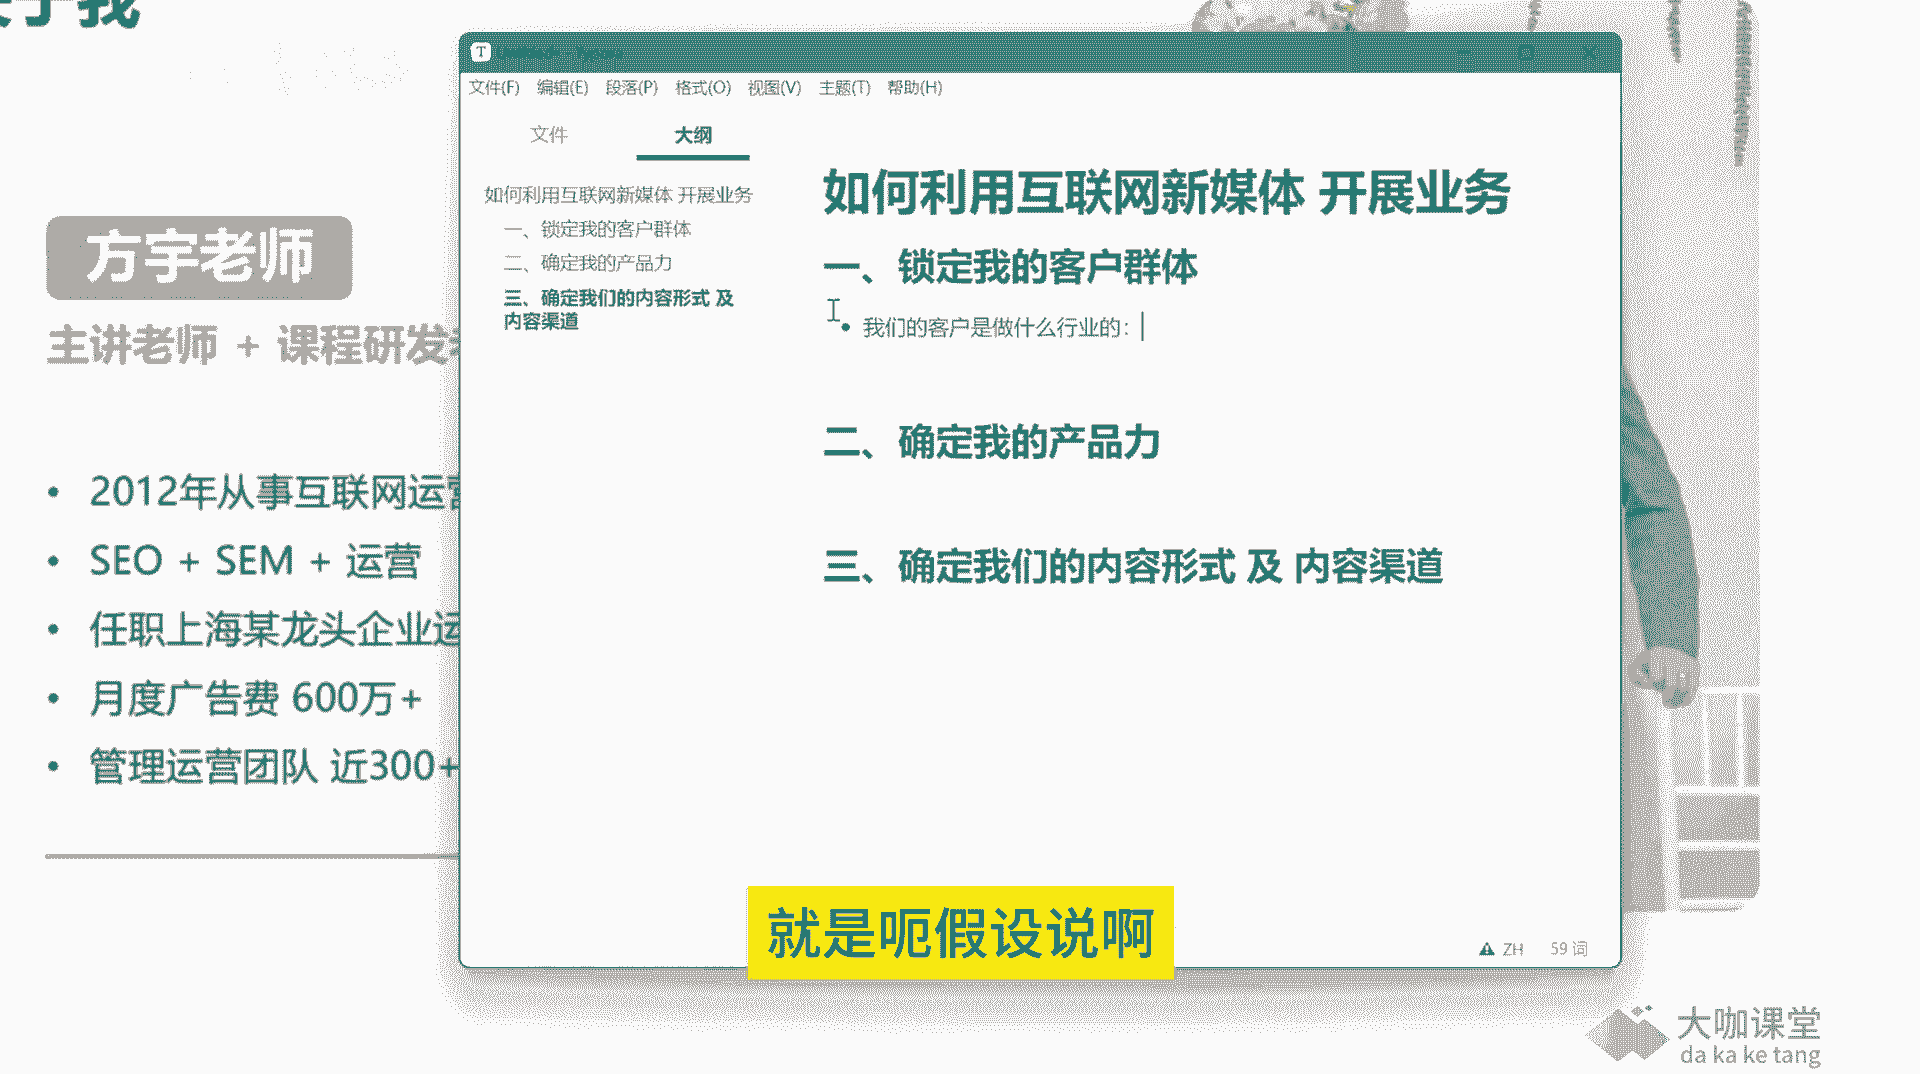 方宇老师
主讲老师 + 课程研发
• 2012年从事互联网运营
• SEO + SEM + 运营
• 任职上海某龙头企业运
• 月度广告费 600万+
• 管理运营团队 近300+
文件(F) 编辑(E) 段落(P) 格式(O) 视图(V) 主题(T) 帮助(H)
文件 大纲
如何利用互联网新媒体 开展业务
一、锁定我的客户群体
二、确定我的产品力
三、确定我们的内容形式 及
内容渠道
如何利用互联网新媒体 开展业务
一、锁定我的客户群体
• 我们的客户是做什么行业的：
二、确定我的产品力
三、确定我们的内容形式 及 内容渠道
ZH 59 词
就是呃假设说啊
大咖课堂
da ka ke tang